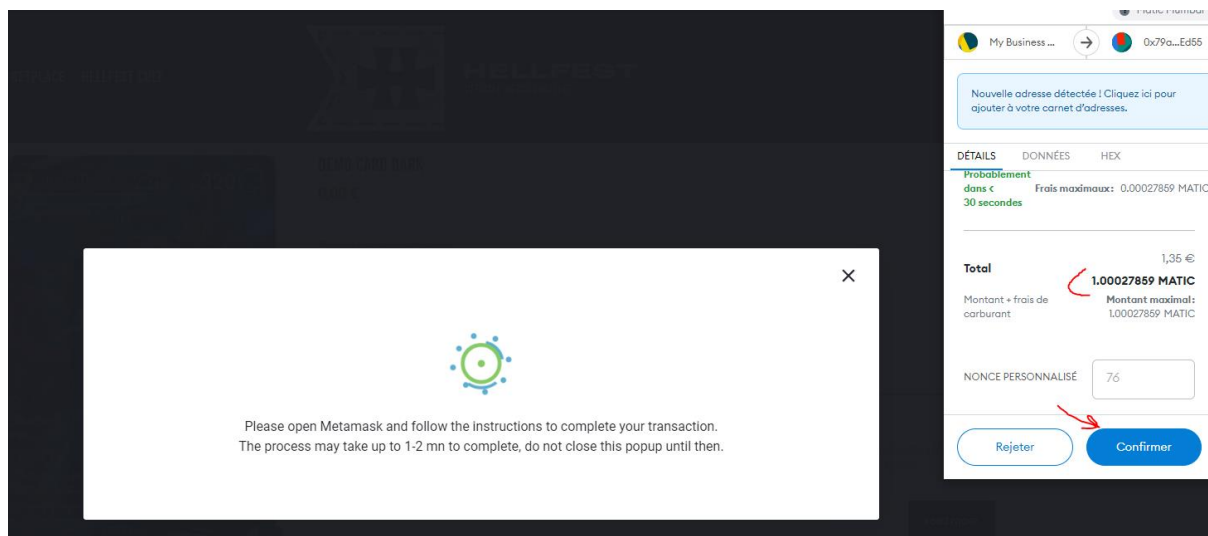 Matic Mumbai
My Business ...
0x79a...Ed55
Nouvelle adresse détectée ! Cliquez ici pour
ajouter à votre carnet d'adresses.
DÉTAILS DONNÉES HEX
Probablement
dans <
30 secondes
Frais maximaux: 0.00027859 MATIC
Total
1,35 €
1.00027859 MATIC
Montant + frais de
carburant
Montant maximal:
1.00027859 MATIC
NONCE PERSONNALISÉ
76
Rejeter
Confirmer
HELLFEST
Please open Metamask and follow the instructions to complete your transaction.
The process may take up to 1-2 mn to complete, do not close this popup until then.